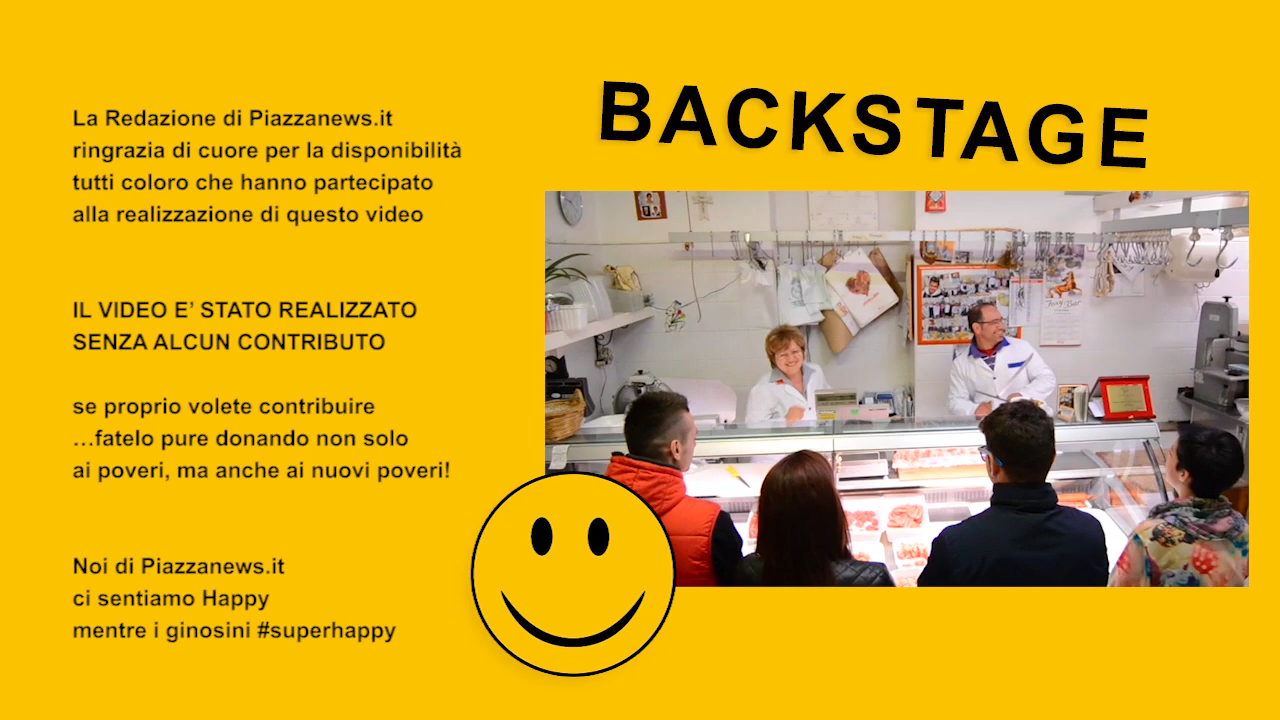 La Redazione di Piazzanews.it
ringrazia di cuore per la disponibilità
tutti coloro che hanno partecipato
alla realizzazione di questo video
IL VIDEO E’ STATO REALIZZATO
SENZA ALCUN CONTRIBUTO
se proprio volete contribuire
…fatelo pure donando non solo
ai poveri, ma anche ai nuovi poveri!
Noi di Piazzanews.it
ci sentiamo Happy
mentre i ginosini #superhappy
BACKSTAGE